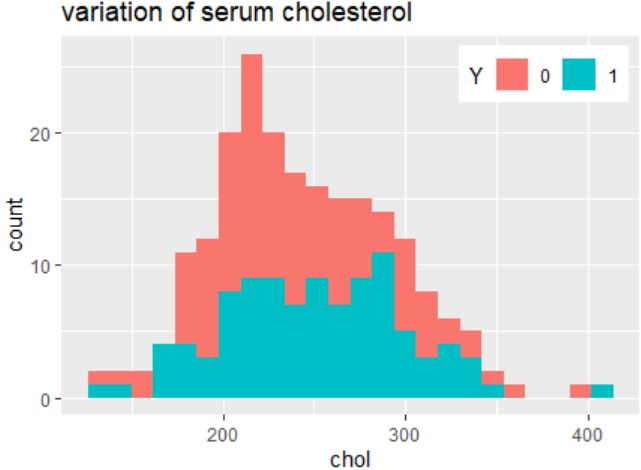 variation of serum cholesterol
Y 0 1
20
10
0
count
200 300 400
chol